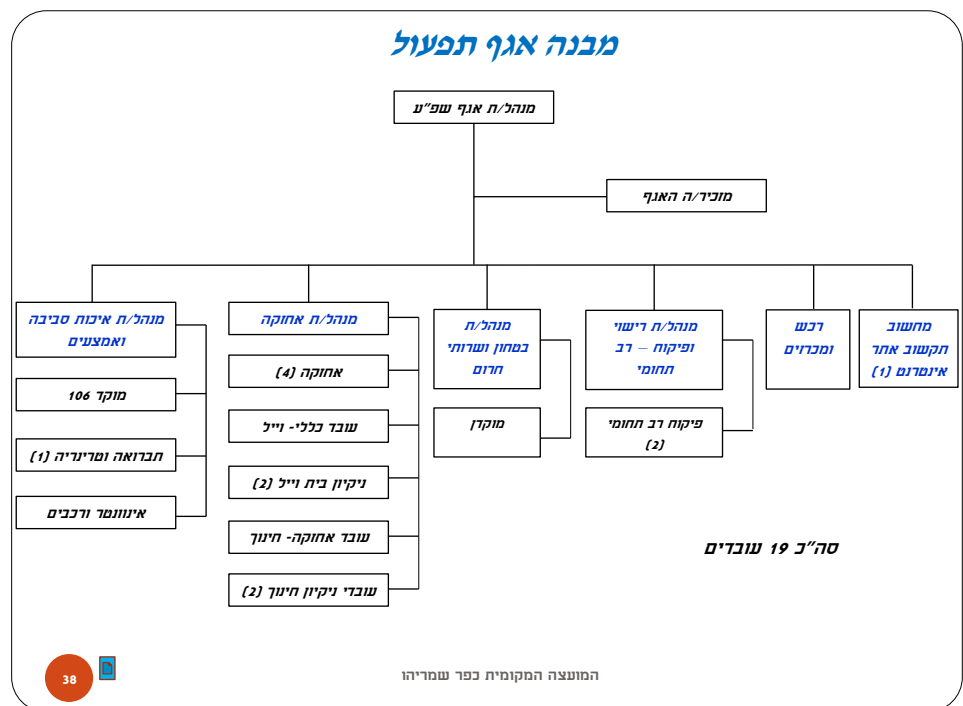 מבנה אגף תפעול
מנהל/ת אגף שפ"ע
מזכיר/ה האגף
מחשוב
תקשוב אתר
אינטרנט (1)
רכש
ומכרזים
מנהל/ת רישוי
ופיקוח – רב
תחומי
פיקוח רב תחומי
(2)
מנהל/ת
בטחון ושרותי
חרום
מוקדן
מנהל/ת אחזקה
אחזקה (4)
עובד כללי- וייל
ניקיון בית וייל (2)
עובד אחזקה- חינוך
עובדי ניקיון חינוך (2)
מנהל/ת איכות סביבה
ואמצעים
מוקד 106
תברואה וטרינריה (1)
אינוונטר ורכבים
סה"כ 19 עובדים
המועצה המקומית כפר שמריהו
38